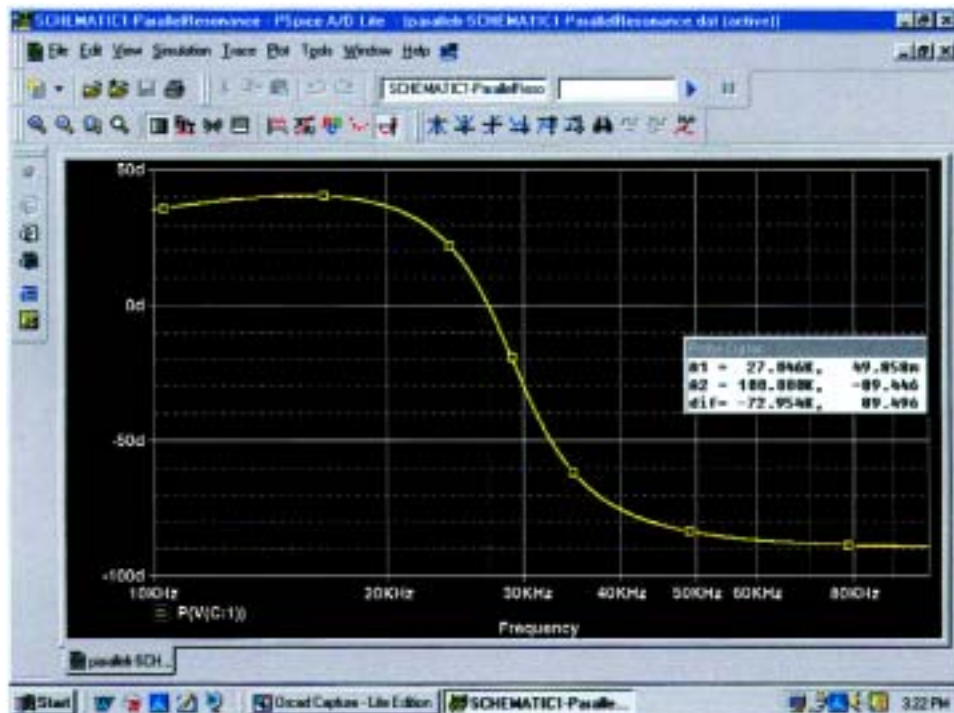 SCHEMATIC1-ParallelResonance - PSpice A/D Lite
File Edit View Simulation Trace Plot Tools Window Help
SCHEMATIC1-ParallelReso
50d
0d
-50d
-100d
Probe Cursor
A1 = 27.046K,
A2 = 100.000K, -89.446
dif= -72.954K, 89.496
10KHz 20KHz 30KHz 40KHz 50KHz 60KHz 80KHz
P(V(C:1))
Frequency
Start Orcad Capture - Lite Edition SCHEMATIC1-Paralle... 3:22 PM